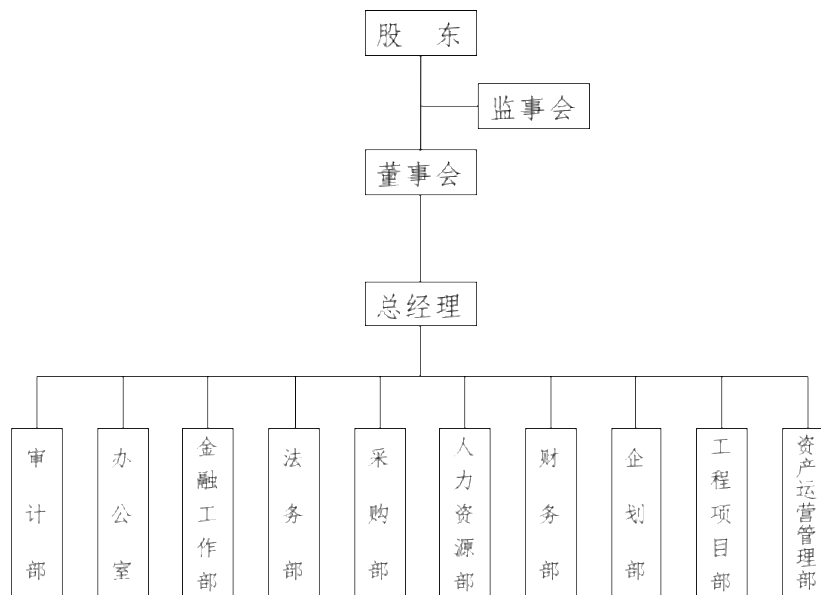 股 东
监事会
董事会
总经理
审计部
办公室
金融工作部
法务部
采购部
人力资源部
财务部
企划部
工程项目部
资产运营管理部